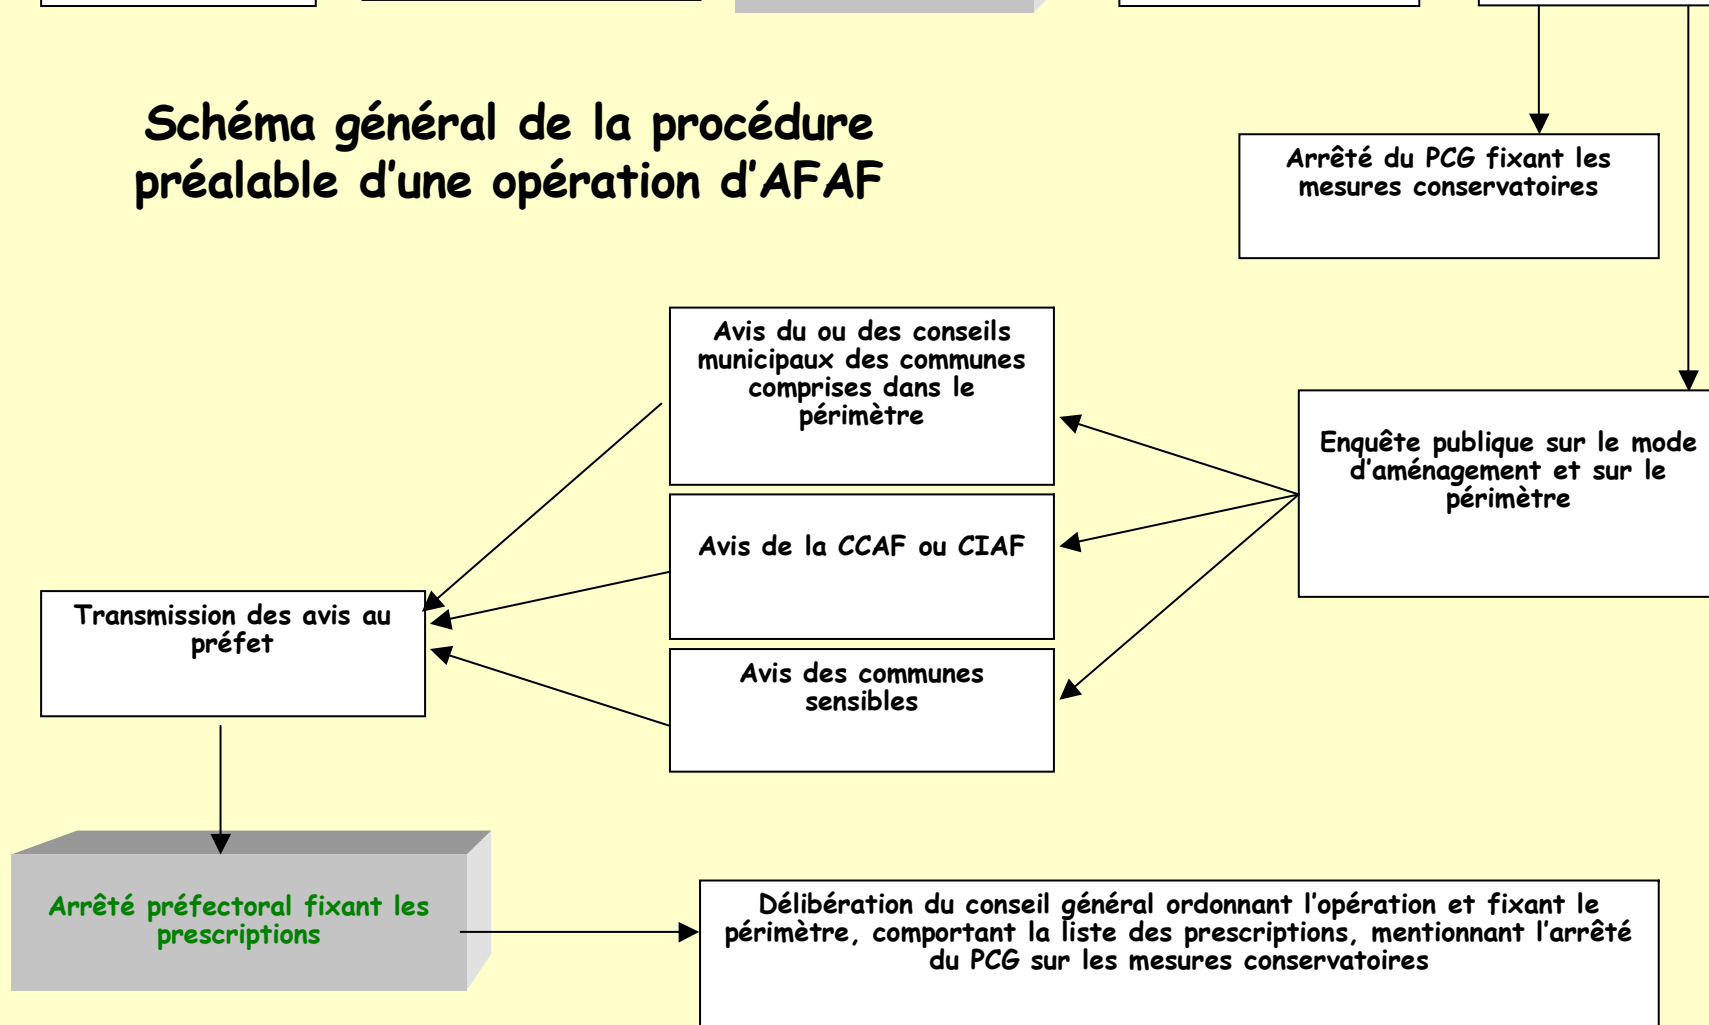 Schéma général de la procédure
préalable d'une opération d'AFAF
Arrêté du PCG fixant les
mesures conservatoires
Avis du ou des conseils
municipaux des communes
comprises dans le
périmètre
Enquête publique sur le mode
d'aménagement et sur le
périmètre
Avis de la CCAF ou CIAF
Transmission des avis au
préfet
Avis des communes
sensibles
Arrêté préfectoral fixant les
prescriptions
Délibération du conseil général ordonnant l'opération et fixant le
périmètre, comportant la liste des prescriptions, mentionnant l'arrêté
du PCG sur les mesures conservatoires